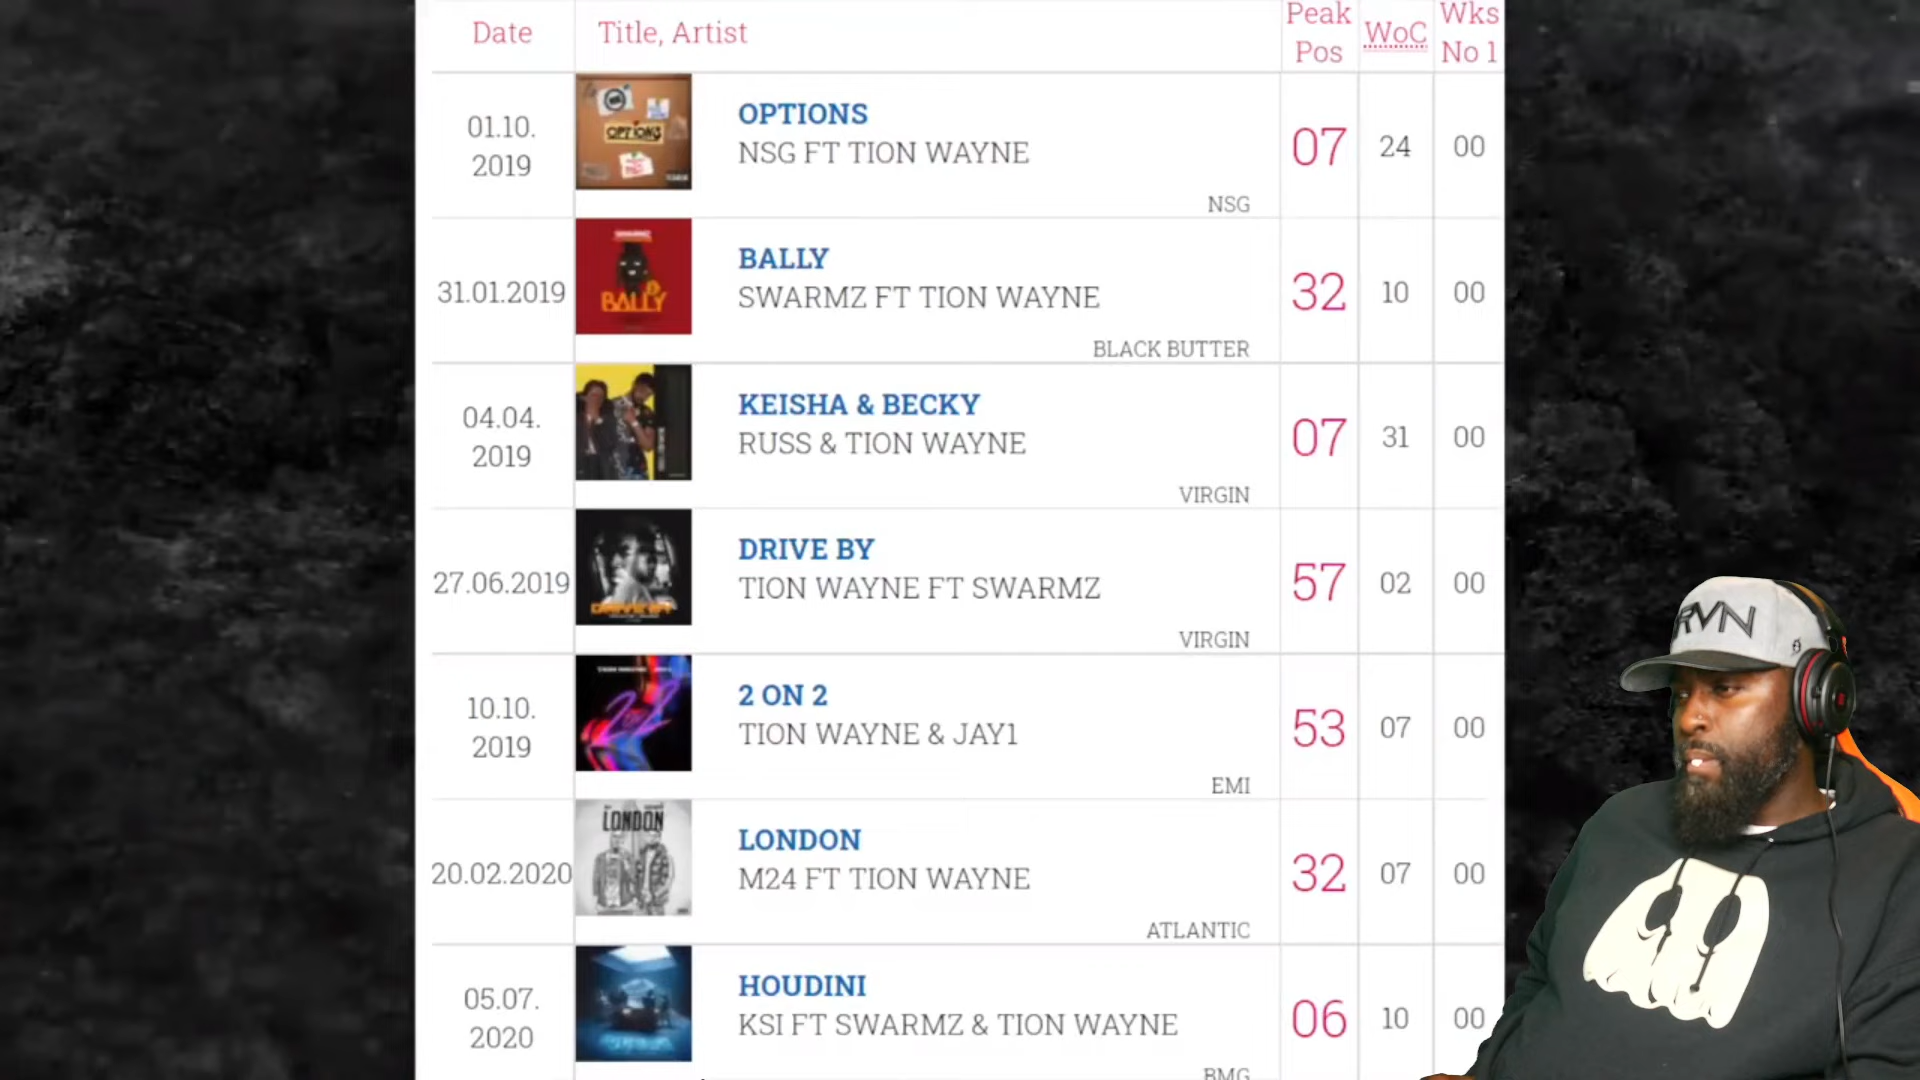 Date
Title, Artist
Peak
Pos
WoC
Wks
No 1
01.10.
2019
OPTIONS
OPTIONS
NSG FT TION WAYNE
NSG
07
24
00
31.01.2019
BALLY
BALLY
SWARMZ FT TION WAYNE
BLACK BUTTER
32
10
00
04.04.
2019
KEISHA & BECKY
RUSS & TION WAYNE
VIRGIN
07
31
00
27.06.2019
DRIVE BY
TION WAYNE FT SWARMZ
VIRGIN
57
02
00
10.10.
2019
2 ON 2
TION WAYNE & JAY1
EMI
53
07
00
20.02.2020
LONDON
LONDON
M24 FT TION WAYNE
ATLANTIC
32
07
00
05.07.
2020
HOUDINI
KSI FT SWARMZ & TION WAYNE
BMG
06
10
00
RVN